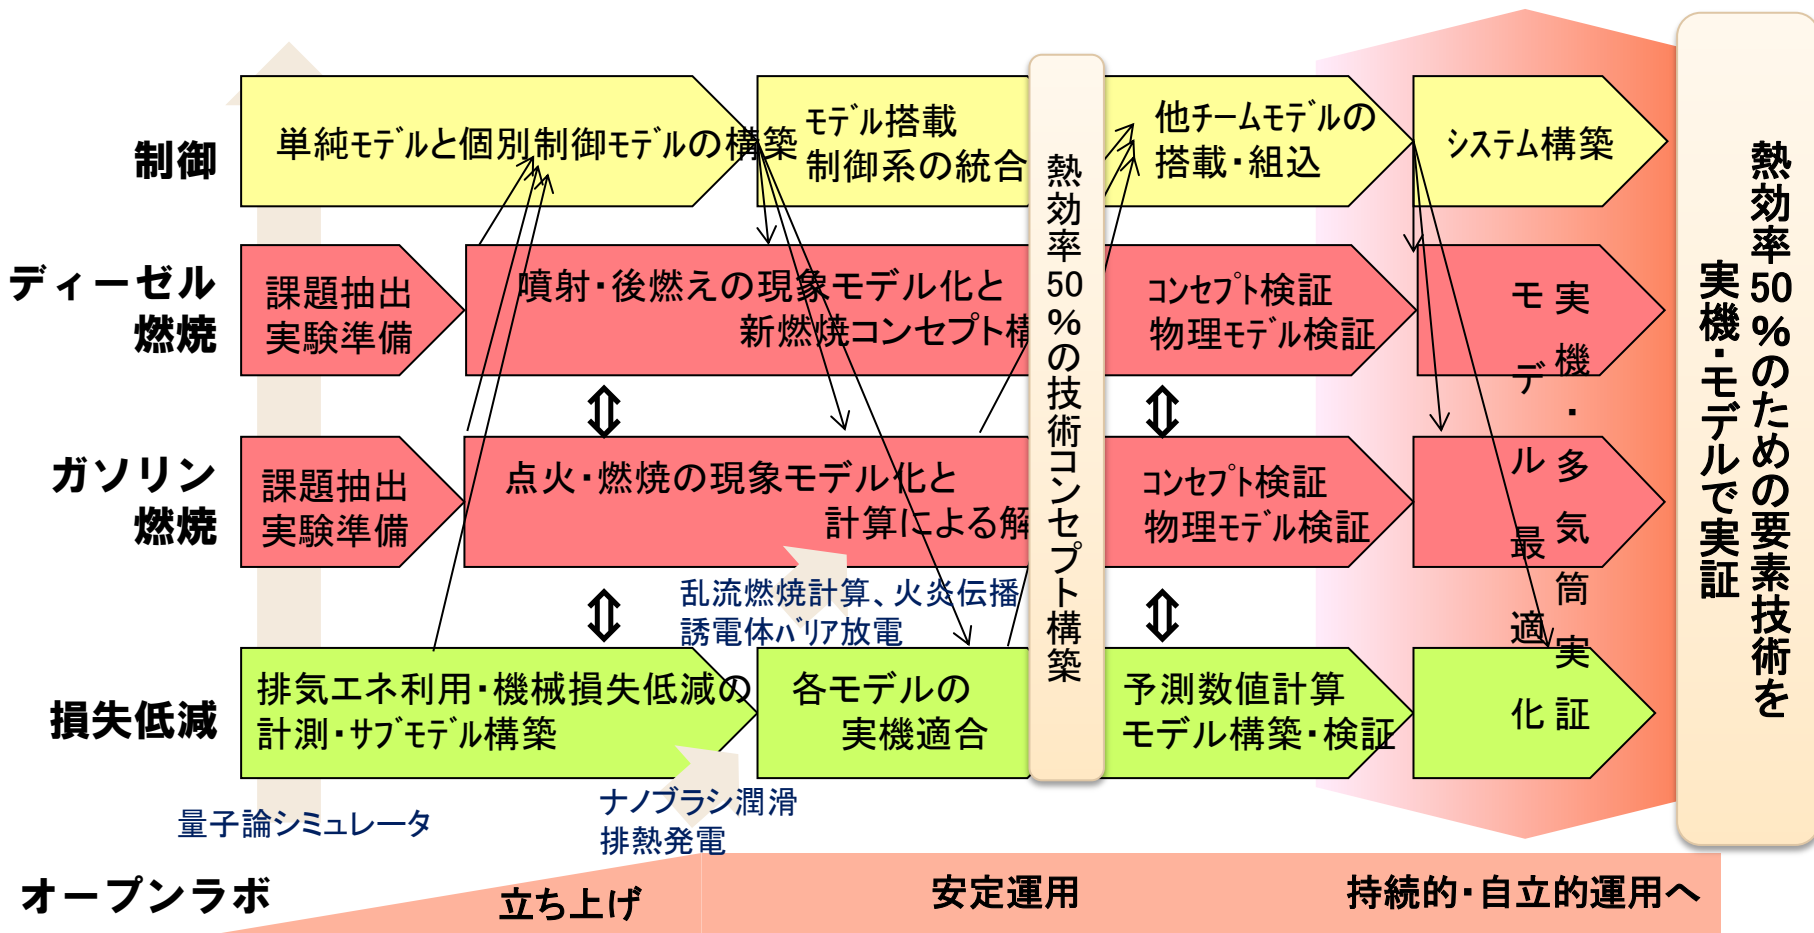 制御
単純モデルと個別制御モデルの構築
モデル搭載
制御系の統合
他チームモデルの
搭載・組込
システム構築
ディーゼル
燃焼
課題抽出
実験準備
噴射・後燃えの現象モデル化と
新燃焼コンセプト構
コンセプト検証
物理モデル検証
ガソリン
燃焼
課題抽出
実験準備
点火・燃焼の現象モデル化と
計算による解
コンセプト検証
物理モデル検証
乱流燃焼計算、火炎伝播
誘電体バリア放電
損失低減
排気エネ利用・機械損失低減の
計測・サブモデル構築
各モデルの
実機適合
予測数値計算
モデル構築・検証
量子論シミュレータ
ナノブラシ潤滑
排熱発電
熱効率50%の技術コンセプト構築
実機・多気筒実証
モデル最適化
熱効率50%のための要素技術を
実機・モデルで実証
オープンラボ
立ち上げ
安定運用
持続的・自立的運用へ